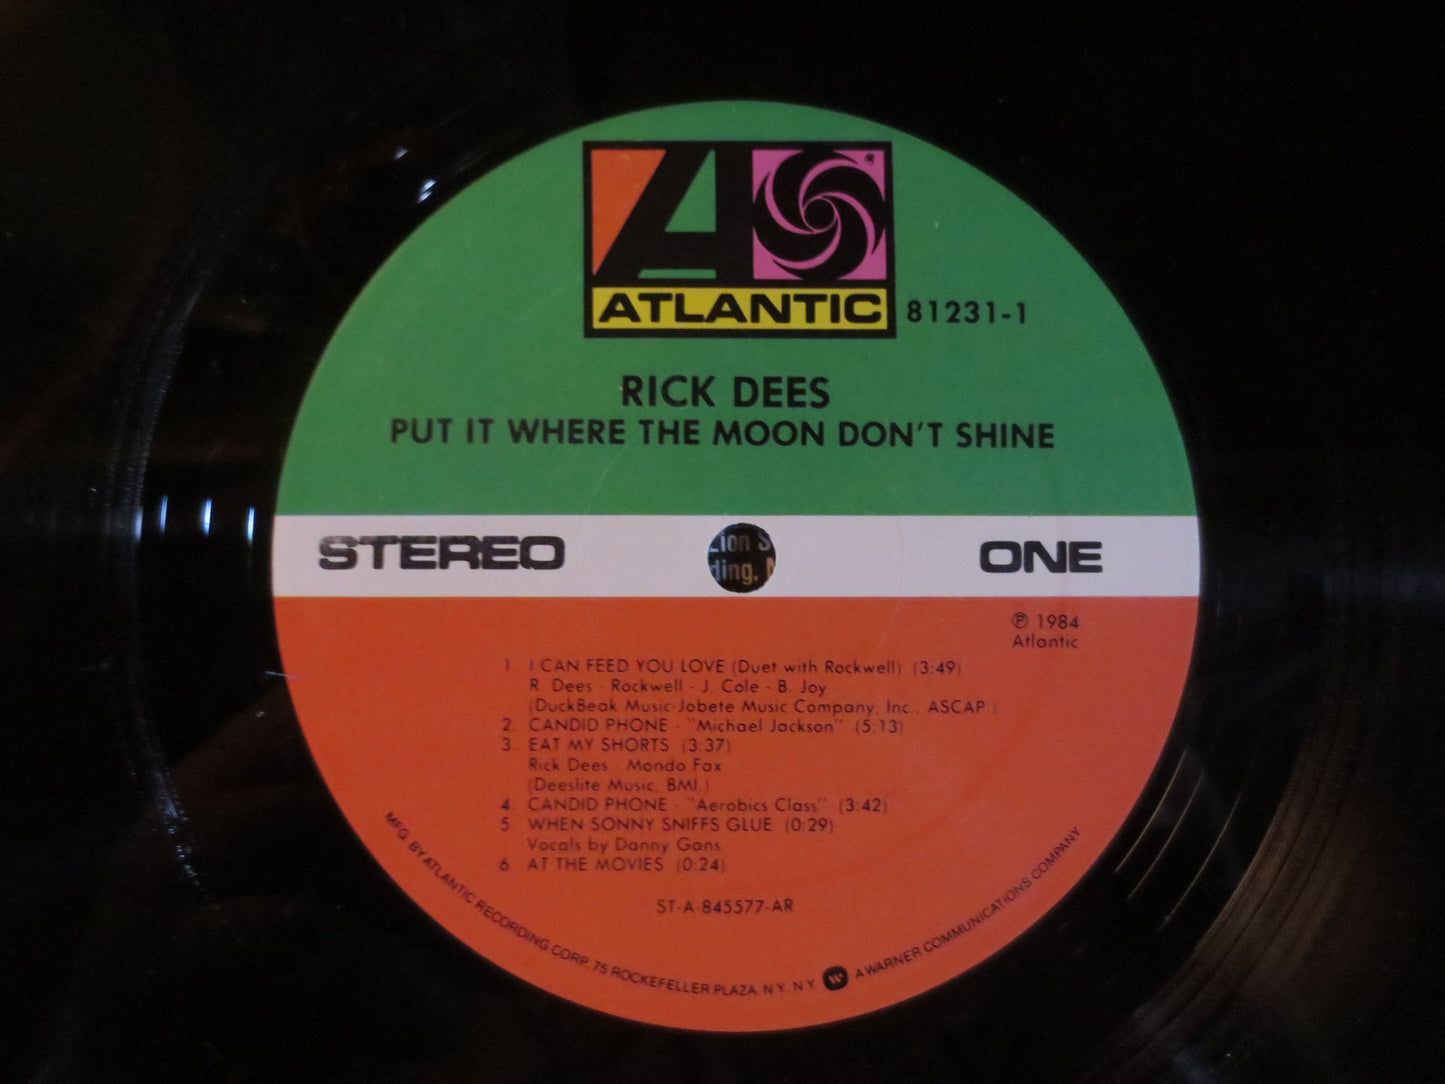 ATLANTIC
81231-1
RICK DEES
PUT IT WHERE THE MOON DON'T SHINE
STEREO
ONE
Zion S
ding,
℗ 1984
Atlantic
1. I CAN FEED YOU LOVE (Duet with Rockwell) (3:49)
R. Dees - Rockwell - J. Cole - B. Joy
(DuckBeak Music-Jobete Music Company, Inc., ASCAP.)
2. CANDID PHONE - "Michael Jackson" (5:13)
3. EAT MY SHORTS (3:37)
Rick Dees - Mondo Fax
(Deeslite Music, BMI.)
4. CANDID PHONE - "Aerobics Class" (3:42)
5. WHEN SONNY SNIFFS GLUE (0:29)
Vocals by Danny Gans
6. AT THE MOVIES (0:24)
ST-A-845577-AR
MFG. BY ATLANTIC RECORDING CORP. 75 ROCKEFELLER PLAZA. N.Y. N.Y. A WARNER COMMUNICATIONS COMPANY